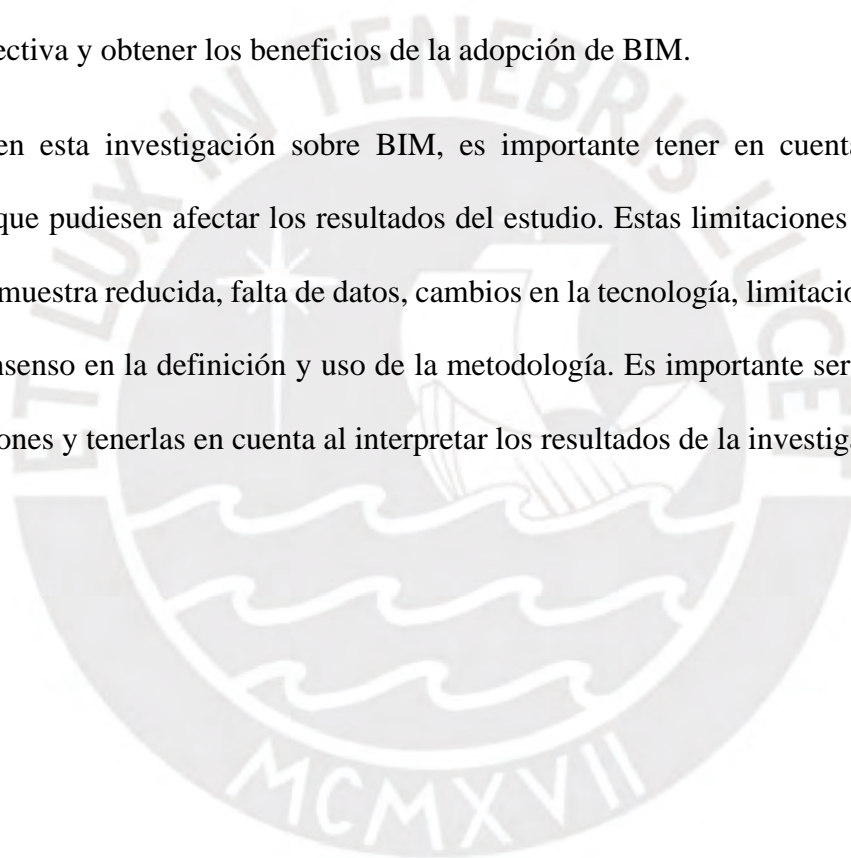 ectiva y obtener los beneficios de la adopción de BIM.
en esta investigación sobre BIM, es importante tener en cuenta
que pudiesen afectar los resultados del estudio. Estas limitaciones
muestra reducida, falta de datos, cambios en la tecnología, limitacio
nsenso en la definición y uso de la metodología. Es importante ser
ones y tenerlas en cuenta al interpretar los resultados de la investiga
ET LUX IN TENEBRIS LUCET
MCMXVII